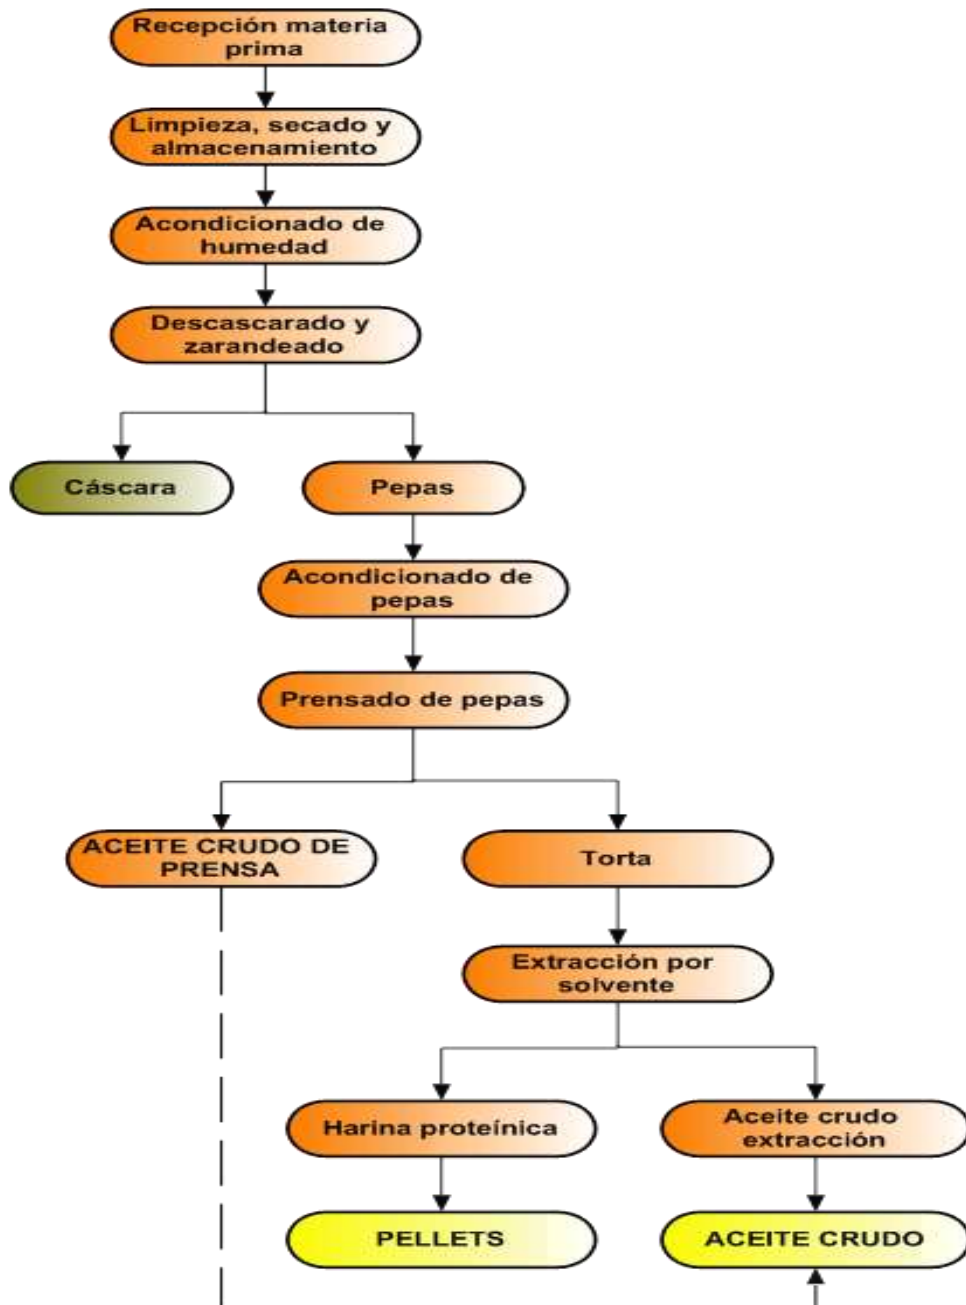 Recepción materia
prima
Limpieza, secado y
almacenamiento
Acondicionado de
humedad
Descascarado y
zarandeado
Cáscara
Pepas
Acondicionado de
pepas
Prensado de pepas
ACEITE CRUDO DE
PRENSA
Torta
Extracción por
solvente
Harina proteínica
Aceite crudo
extracción
PELLETS
ACEITE CRUDO